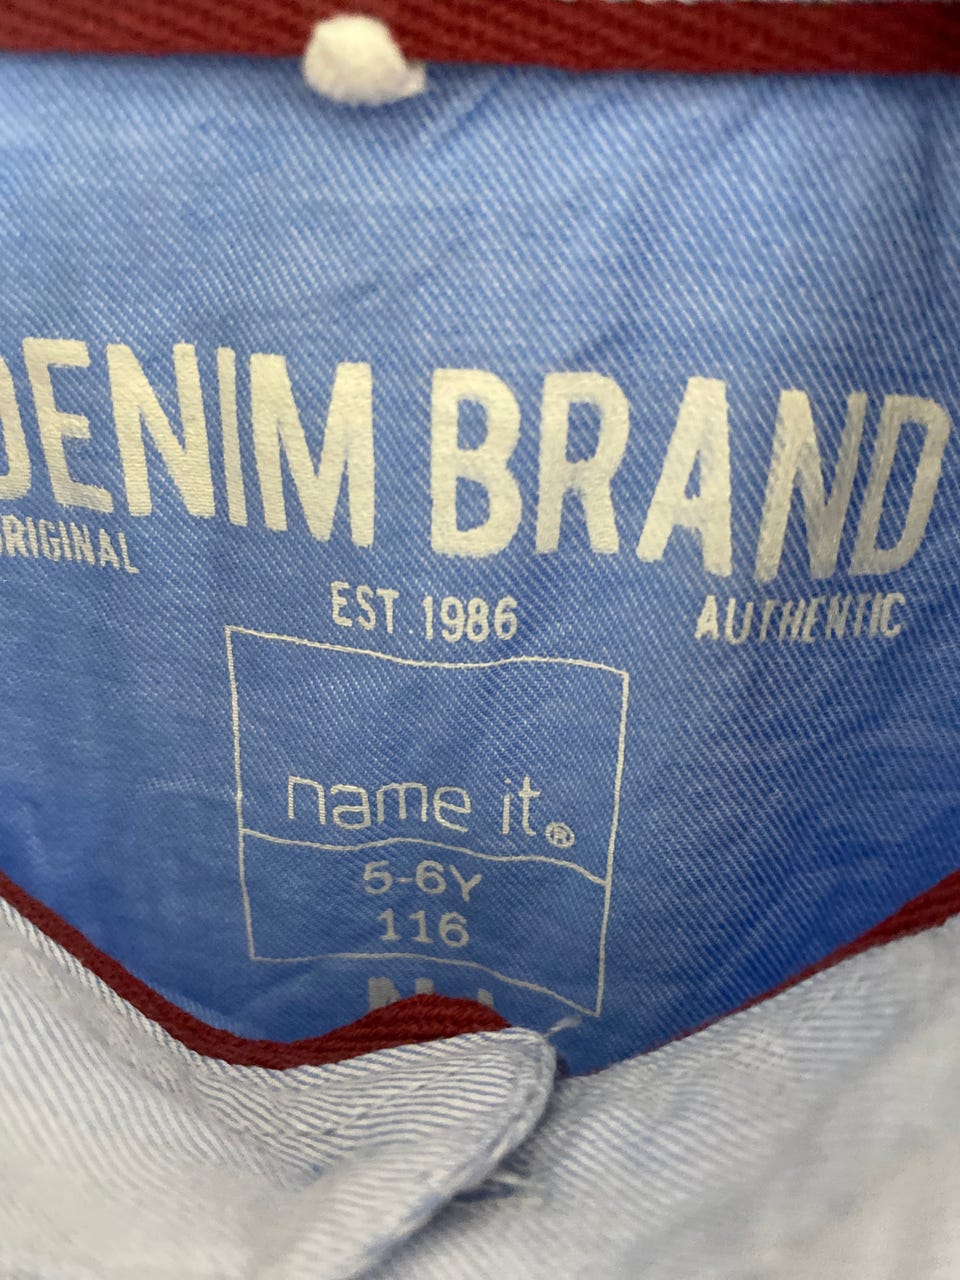 DENIM BRAND
ORIGINAL
EST.1986
AUTHENTIC
name it®
5-6Y
116